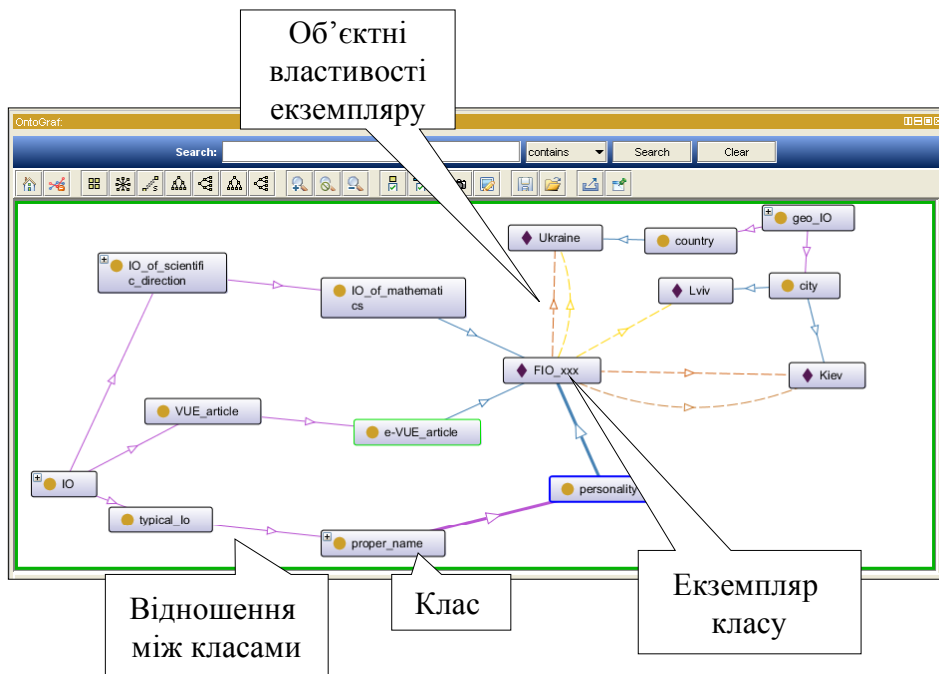 Об’єктні
властивості
екземпляру
OntoGraf:
Search:
contains
Search
Clear
geo_IO
Ukraine
country
IO_of_scientifi
c_direction
IO_of_mathemati
cs
Lviv
city
FIO_xxx
Kiev
VUE_article
e-VUE_article
IO
personality
typical_Io
proper_name
Відношення
між класами
Клас
Екземпляр
класу